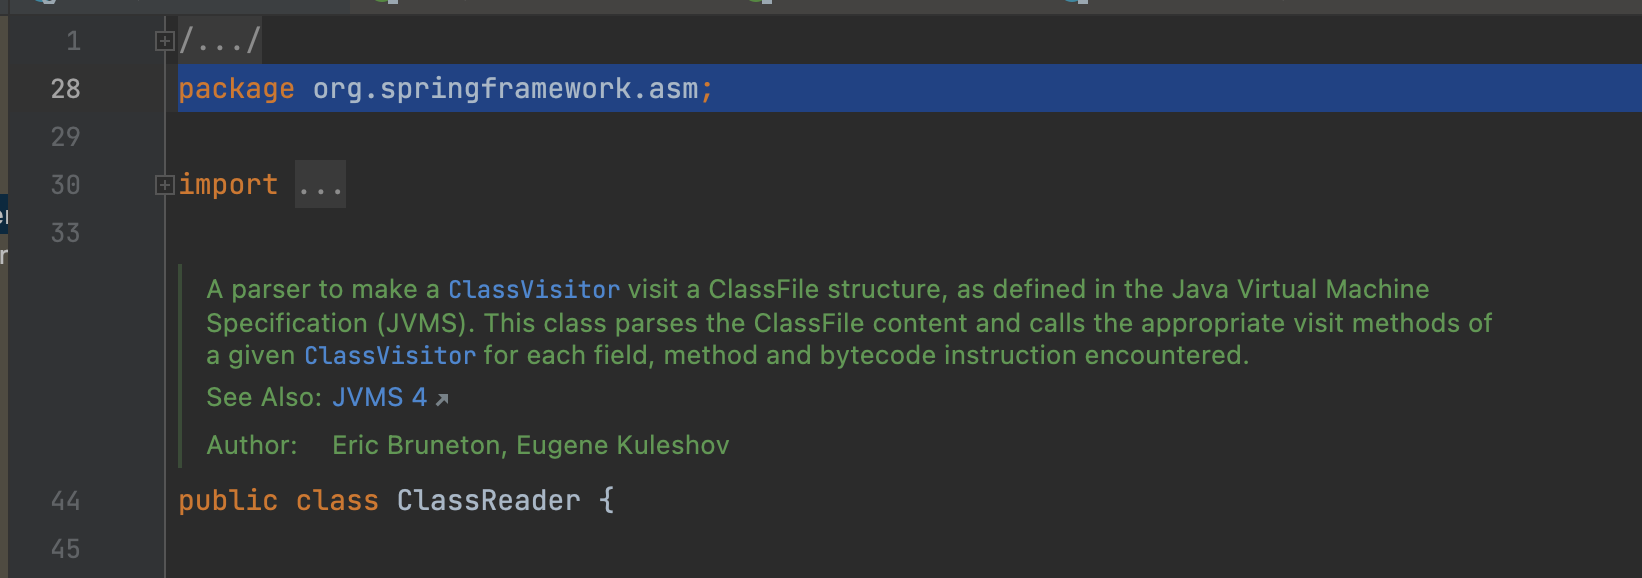 1 /.../
28 package org.springframework.asm;
29
30 import ...
33
A parser to make a ClassVisitor visit a ClassFile structure, as defined in the Java Virtual Machine
Specification (JVMS). This class parses the ClassFile content and calls the appropriate visit methods of
a given ClassVisitor for each field, method and bytecode instruction encountered.
See Also: JVMS 4
Author: Eric Bruneton, Eugene Kuleshov
44 public class ClassReader {
45